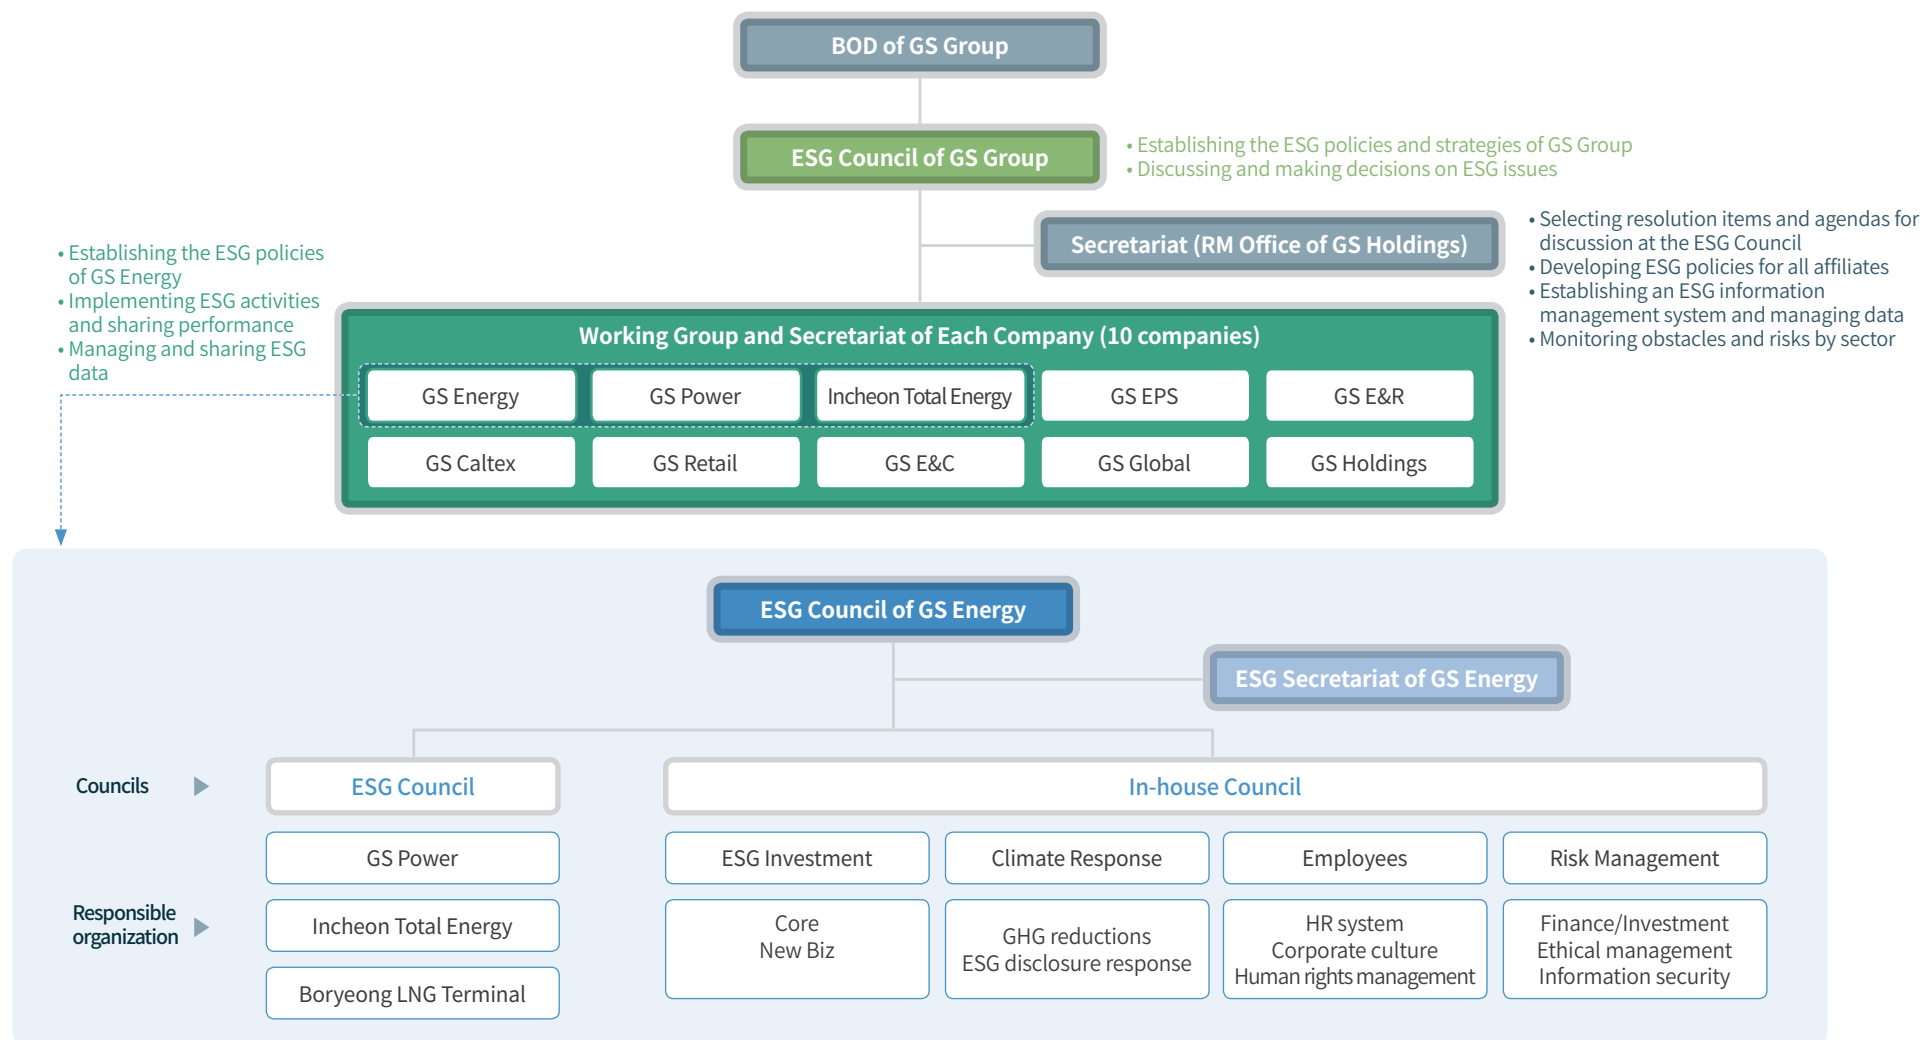 BOD of GS Group
ESG Council of GS Group
• Establishing the ESG policies and strategies of GS Group
• Discussing and making decisions on ESG issues
Secretariat (RM Office of GS Holdings)
• Selecting resolution items and agendas for
discussion at the ESG Council
• Developing ESG policies for all affiliates
• Establishing an ESG information
management system and managing data
• Monitoring obstacles and risks by sector
• Establishing the ESG policies
of GS Energy
• Implementing ESG activities
and sharing performance
• Managing and sharing ESG
data
Working Group and Secretariat of Each Company (10 companies)
GS Energy
GS Power
Incheon Total Energy
GS EPS
GS E&R
GS Caltex
GS Retail
GS E&C
GS Global
GS Holdings
ESG Council of GS Energy
ESG Secretariat of GS Energy
Councils
ESG Council
In-house Council
Responsible
organization
GS Power
Incheon Total Energy
Boryeong LNG Terminal
ESG Investment
Core
New Biz
Climate Response
GHG reductions
ESG disclosure response
Employees
HR system
Corporate culture
Human rights management
Risk Management
Finance/Investment
Ethical management
Information security